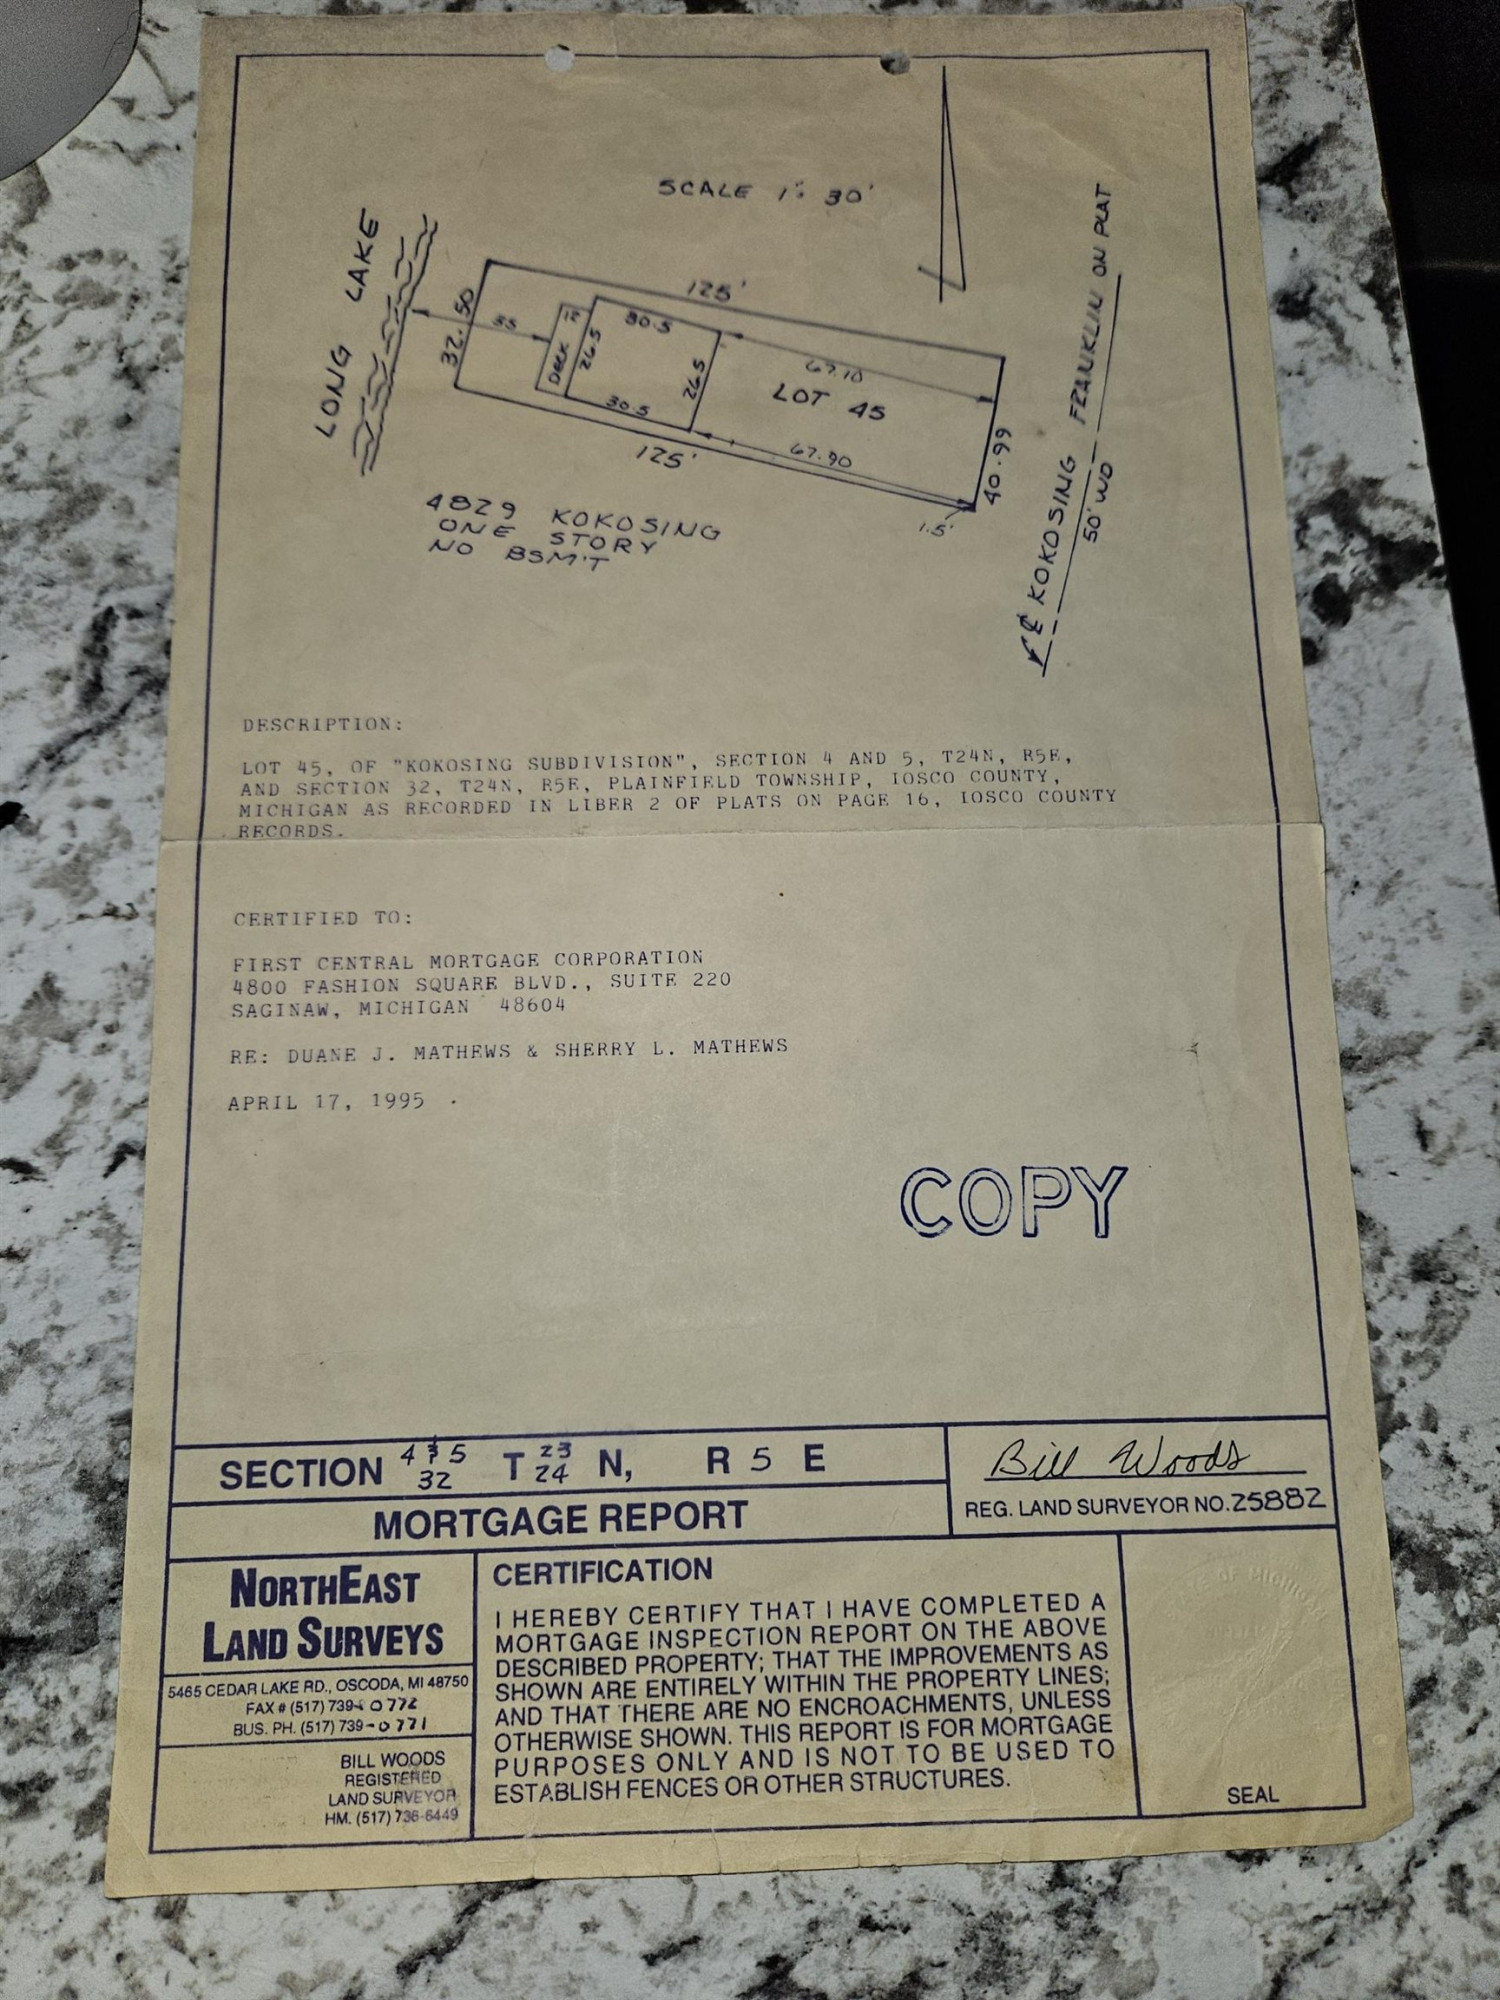 SCALE 1": 30'
LONG LAKE
32.50
125'
35
DECK
12
30.5
26.5
26.5
30.5
67.10
LOT 45
67.90
125'
40.99
1.5'
℄ KOKOSING FRANKLIN ON PLAT
50' WD
4829 KOKOSING
ONE STORY
NO BSM'T
DESCRIPTION:
LOT 45, OF "KOKOSING SUBDIVISION", SECTION 4 AND 5, T24N, R5E,
AND SECTION 32, T24N, R5E, PLAINFIELD TOWNSHIP, IOSCO COUNTY,
MICHIGAN AS RECORDED IN LIBER 2 OF PLATS ON PAGE 16, IOSCO COUNTY
RECORDS.
CERTIFIED TO:
FIRST CENTRAL MORTGAGE CORPORATION
4800 FASHION SQUARE BLVD., SUITE 220
SAGINAW, MICHIGAN 48604
RE: DUANE J. MATHEWS & SHERRY L. MATHEWS
APRIL 17, 1995
COPY
SECTION 4 & 5 32 T 23 24 N, R 5 E
Bill Woods
REG. LAND SURVEYOR NO. 25882
MORTGAGE REPORT
NORTHEAST
LAND SURVEYS
5465 CEDAR LAKE RD., OSCODA, MI 48750
FAX # (517) 739-0772
BUS. PH. (517) 739-0771
BILL WOODS
REGISTERED
LAND SURVEYOR
HM. (517) 736-6449
CERTIFICATION
I HEREBY CERTIFY THAT I HAVE COMPLETED A
MORTGAGE INSPECTION REPORT ON THE ABOVE
DESCRIBED PROPERTY; THAT THE IMPROVEMENTS AS
SHOWN ARE ENTIRELY WITHIN THE PROPERTY LINES;
AND THAT THERE ARE NO ENCROACHMENTS, UNLESS
OTHERWISE SHOWN. THIS REPORT IS FOR MORTGAGE
PURPOSES ONLY AND IS NOT TO BE USED TO
ESTABLISH FENCES OR OTHER STRUCTURES.
OF MICHIGAN
SEAL